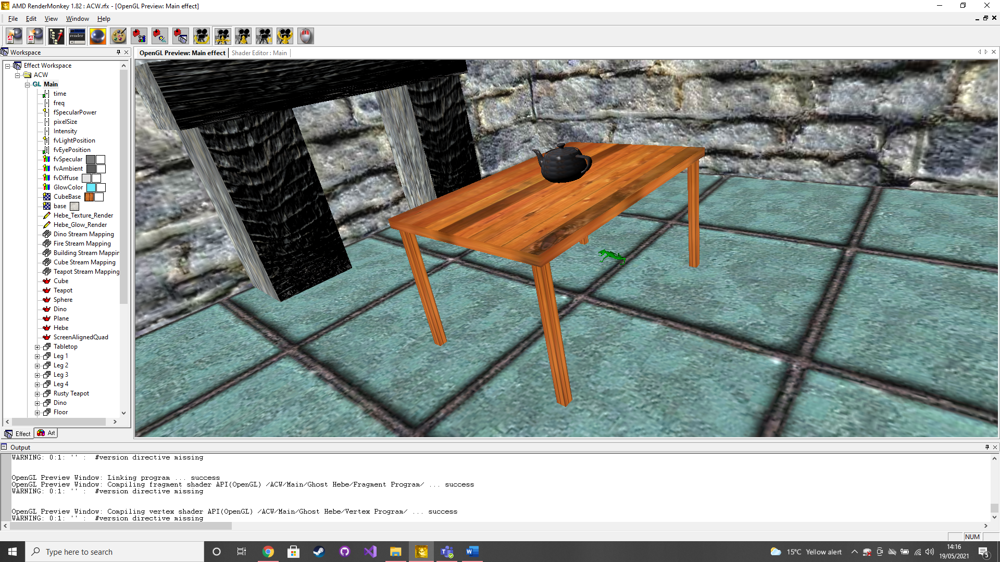 AMD RenderMonkey 1.82 : ACW.rfx - [OpenGL Preview: Main effect]
File Edit View Window Help
render
Workspace
OpenGL Preview: Main effect Shader Editor : Main
Effect Workspace
ACW
GL Main
time
freq
fSpecularPower
pixelSize
Intensity
fvLightPosition
fvEyePosition
fvSpecular
fvAmbient
fvDiffuse
GlowColor
CubeBase
base
Hebe_Texture_Render
Hebe_Glow_Render
Dino Stream Mapping
Fire Stream Mapping
Building Stream Mappin
Cube Stream Mapping
Teapot Stream Mapping
Cube
Teapot
Sphere
Dino
Plane
Hebe
ScreenAlignedQuad
Tabletop
Leg 1
Leg 2
Leg 3
Leg 4
Rusty Teapot
Dino
Floor
Effect Art
Output
WARNING: 0:1: '' : #version directive missing
OpenGL Preview Window: Linking program ... success
OpenGL Preview Window: Compiling fragment shader API(OpenGL) /ACW/Main/Ghost Hebe/Fragment Program/ ... success
WARNING: 0:1: '' : #version directive missing
OpenGL Preview Window: Compiling vertex shader API(OpenGL) /ACW/Main/Ghost Hebe/Vertex Program/ ... success
WARNING: 0:1: '' : #version directive missing
NUM
Type here to search
15°C Yellow alert
14:16
19/05/2021
5